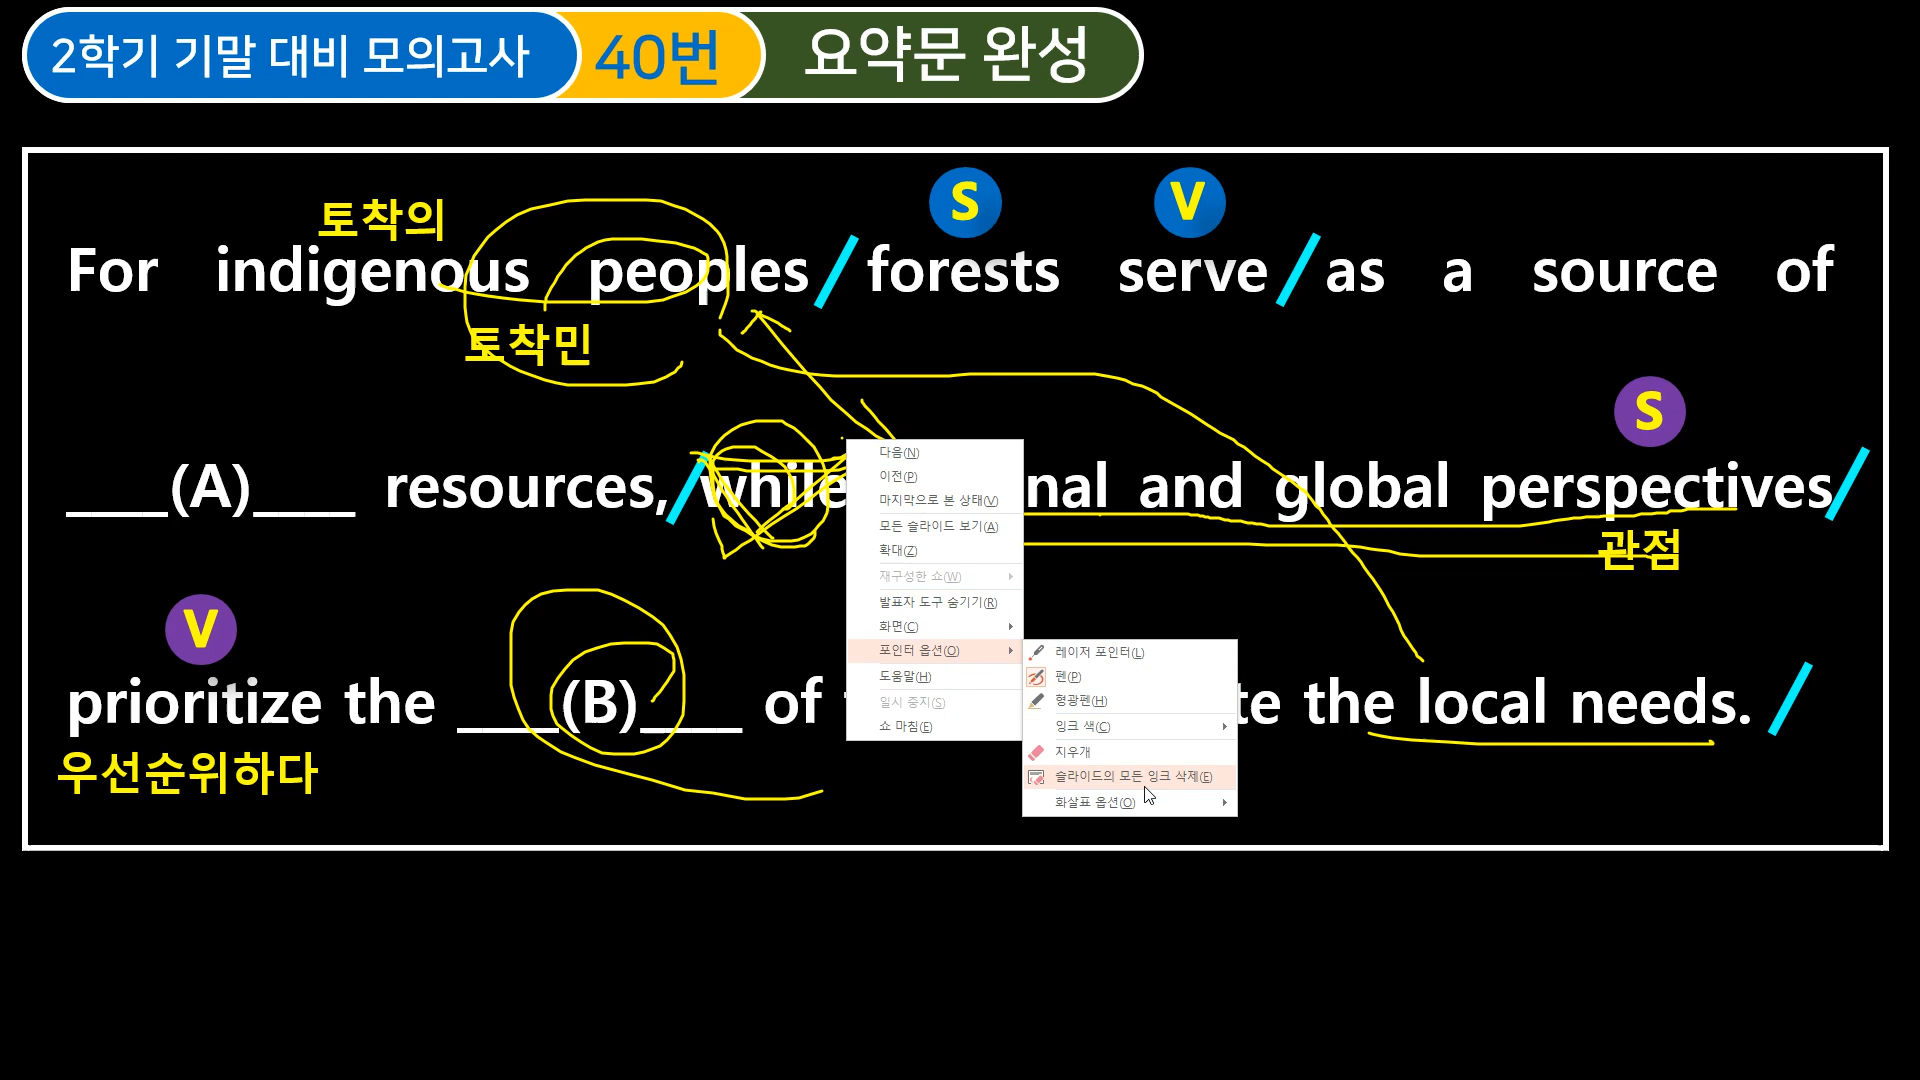 2학기 기말 대비 모의고사 40번 요약문 완성
토착의 S V
For indigenous peoples / forests serve / as a source of
토착민
S
____(A)____ resources, / while nal and global perspectives /
관점
V
prioritize the ____(B)____ of te the local needs. /
우선순위하다
다음(N)
이전(P)
마지막으로 본 상태(V)
모든 슬라이드 보기(A)
확대(Z)
재구성한 쇼(W)
발표자 도구 숨기기(R)
화면(C)
포인터 옵션(O)
도움말(H)
일시 중지(S)
쇼 마침(E)
레이저 포인터(L)
펜(P)
형광펜(H)
잉크 색(C)
지우개
슬라이드의 모든 잉크 삭제(E)
화살표 옵션(O)